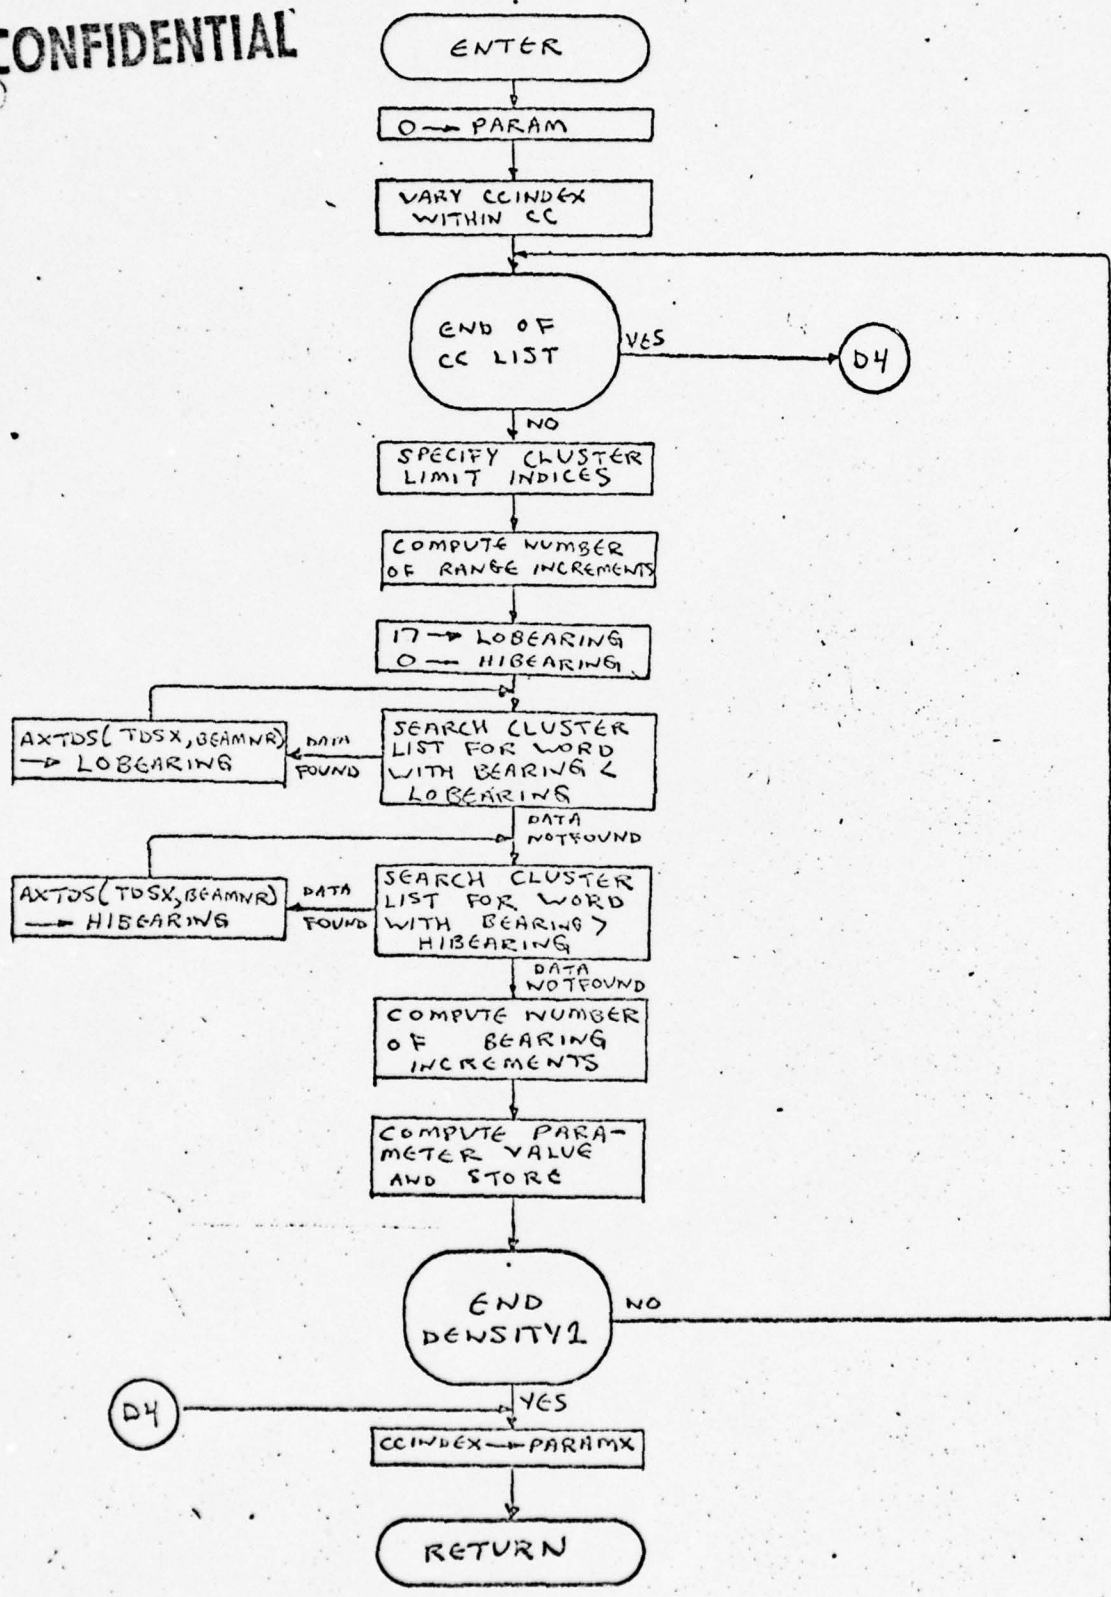 CONFIDENTIAL
ENTER
0 → PARAM
VARY CCINDEX
WITHIN CC
END OF
CC LIST
YES
D4
NO
SPECIFY CLUSTER
LIMIT INDICES
COMPUTE NUMBER
OF RANGE INCREMENTS
17 → LOBEARING
0 — HIBEARING
AXTDS(TDSX,BEAMNR)
→ LOBEARING
DATA
FOUND
SEARCH CLUSTER
LIST FOR WORD
WITH BEARING <
LOBEARING
DATA
NOTFOUND
AXTDS(TDSX,BEAMNR)
→ HIBEARING
DATA
FOUND
SEARCH CLUSTER
LIST FOR WORD
WITH BEARING >
HIBEARING
DATA
NOTFOUND
COMPUTE NUMBER
OF BEARING
INCREMENTS
COMPUTE PARA-
METER VALUE
AND STORE
END
DENSITY1
NO
D4
YES
CCINDEX → PARAMX
RETURN